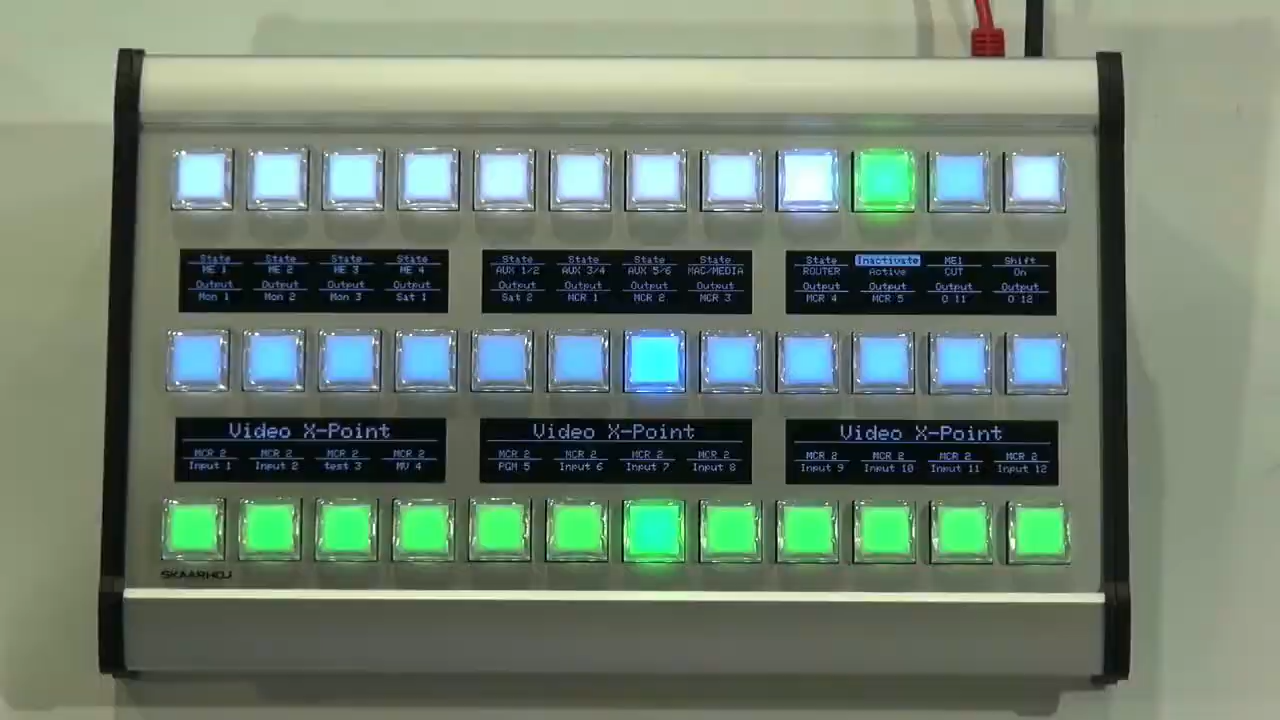 State State State State
ME 1 ME 2 ME 3 ME 4
Output Output Output Output
Mon 1 Mon 2 Mon 3 Sat 1
State State State State
AUX 1/2 AUX 3/4 AUX 5/6 MAC/MEDIA
Output Output Output Output
Sat 2 MCR 1 MCR 2 MCR 3
State Inactivate ME1 Shift
ROUTER Active CUT On
Output Output Output Output
MCR 4 MCR 5 O 11 O 12
Video X-Point
MCR 2 MCR 2 MCR 2 MCR 2
Input 1 Input 2 test 3 MV 4
Video X-Point
MCR 2 MCR 2 MCR 2 MCR 2
PGM 5 Input 6 Input 7 Input 8
Video X-Point
MCR 2 MCR 2 MCR 2 MCR 2
Input 9 Input 10 Input 11 Input 12
SKAARHOJ